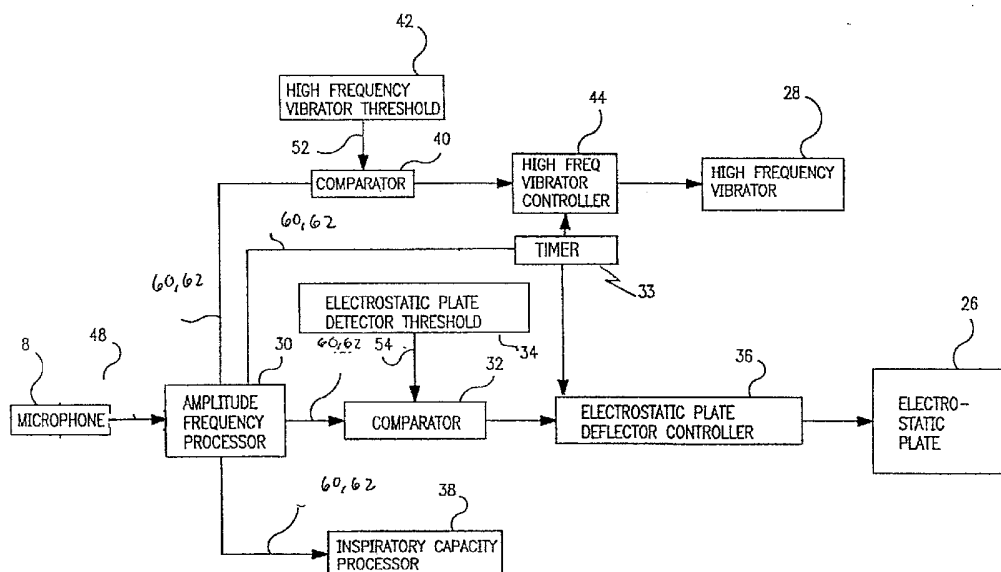 42
HIGH FREQUENCY
VIBRATOR THRESHOLD
52
40
COMPARATOR
44
HIGH FREQ
VIBRATOR
CONTROLLER
28
HIGH FREQUENCY
VIBRATOR
60,62
TIMER
33
60,62
ELECTROSTATIC PLATE
DETECTOR THRESHOLD
34
54
60,62
48
8
MICROPHONE
30
AMPLITUDE
FREQUENCY
PROCESSOR
32
COMPARATOR
36
ELECTROSTATIC PLATE
DEFLECTOR CONTROLLER
26
ELECTRO-
STATIC
PLATE
60,62
38
INSPIRATORY CAPACITY
PROCESSOR